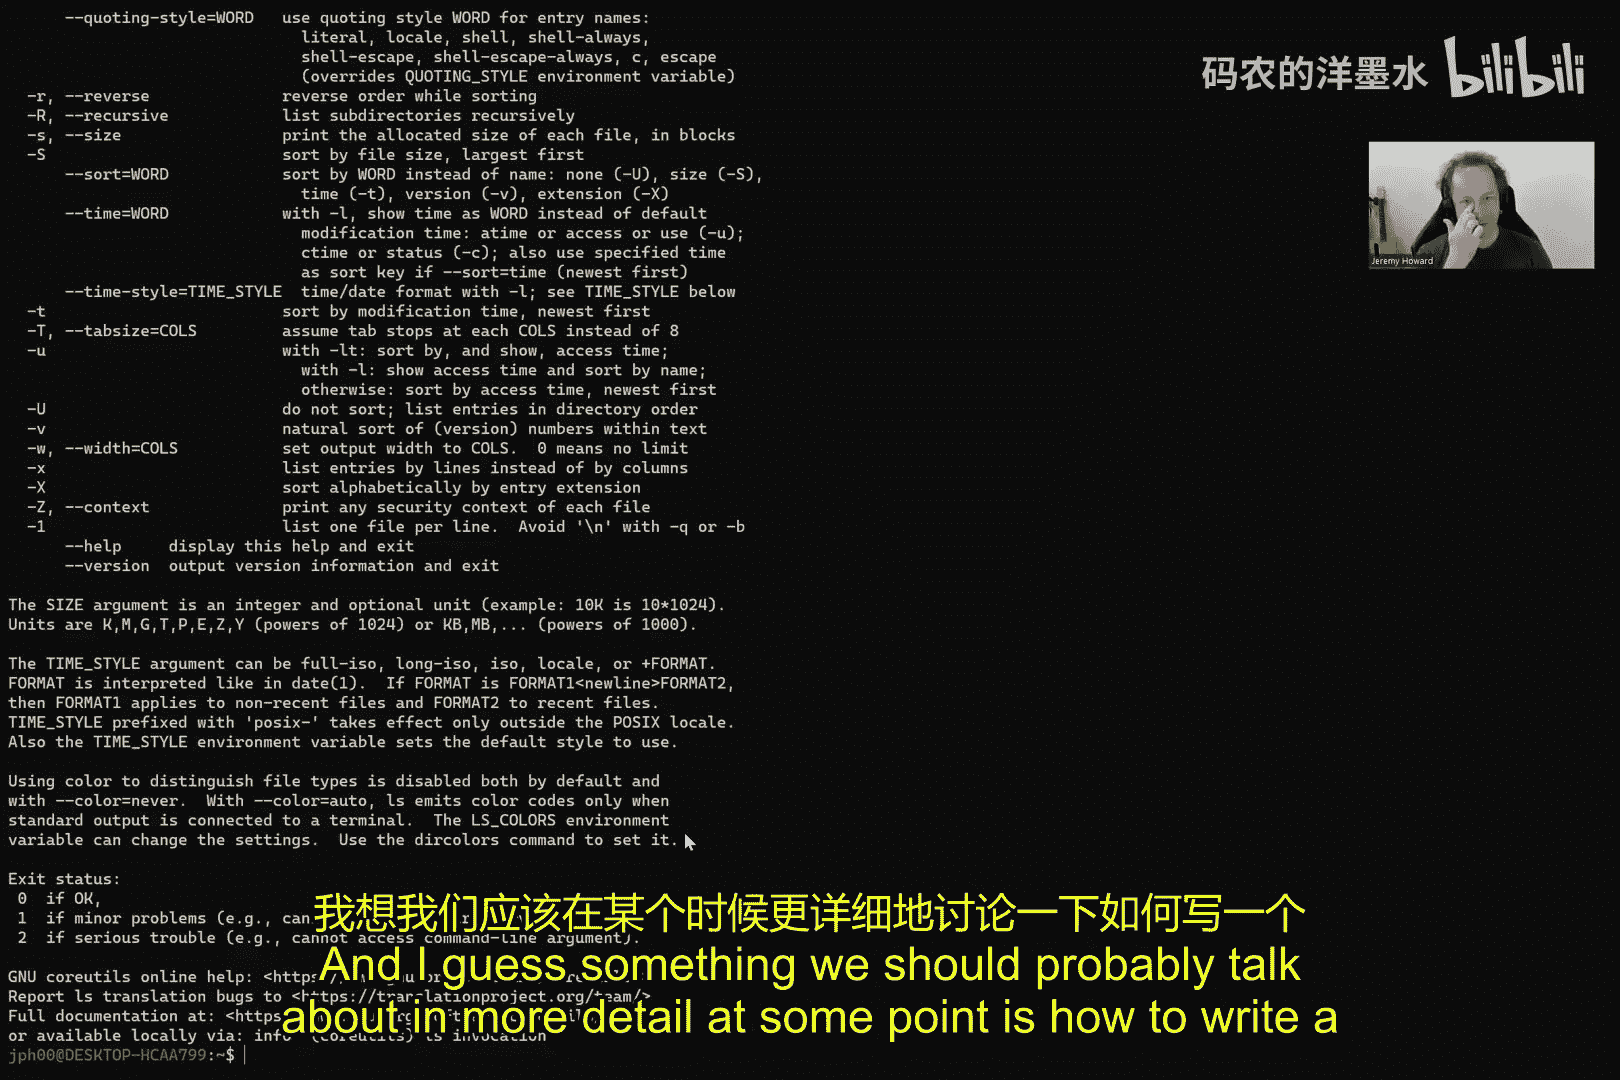 --quoting-style=WORD   use quoting style WORD for entry names:
literal, locale, shell, shell-always,
shell-escape, shell-escape-always, c, escape
(overrides QUOTING_STYLE environment variable)
-r, --reverse              reverse order while sorting
-R, --recursive            list subdirectories recursively
-s, --size                 print the allocated size of each file, in blocks
-S                         sort by file size, largest first
--sort=WORD            sort by WORD instead of name: none (-U), size (-S),
time (-t), version (-v), extension (-X)
--time=WORD            with -l, show time as WORD instead of default
modification time: atime or access or use (-u);
ctime or status (-c); also use specified time
as sort key if --sort=time (newest first)
--time-style=TIME_STYLE  time/date format with -l; see TIME_STYLE below
-t                         sort by modification time, newest first
-T, --tabsize=COLS         assume tab stops at each COLS instead of 8
-u                         with -lt: sort by, and show, access time;
with -l: show access time and sort by name;
otherwise: sort by access time, newest first
-U                         do not sort; list entries in directory order
-v                         natural sort of (version) numbers within text
-w, --width=COLS           set output width to COLS.  0 means no limit
-x                         list entries by lines instead of by columns
-X                         sort alphabetically by entry extension
-Z, --context              print any security context of each file
-1                         list one file per line.  Avoid '\n' with -q or -b
--help     display this help and exit
--version  output version information and exit
The SIZE argument is an integer and optional unit (example: 10K is 10*1024).
Units are K,M,G,T,P,E,Z,Y (powers of 1024) or KB,MB,... (powers of 1000).
The TIME_STYLE argument can be full-iso, long-iso, iso, locale, or +FORMAT.
FORMAT is interpreted like in date(1).  If FORMAT is FORMAT1<newline>FORMAT2,
then FORMAT1 applies to non-recent files and FORMAT2 to recent files.
TIME_STYLE prefixed with 'posix-' takes effect only outside the POSIX locale.
Also the TIME_STYLE environment variable sets the default style to use.
Using color to distinguish file types is disabled both by default and
with --color=never.  With --color=auto, ls emits color codes only when
standard output is connected to a terminal.  The LS_COLORS environment
variable can change the settings.  Use the dircolors command to set it.
Exit status:
0  if OK,
1  if minor problems (e.g., can
2  if serious trouble (e.g., cannot access command-line argument).
GNU coreutils online help:
Report ls translation bugs to <https://translationproject.org/team/>
Full documentation at: <https
or available locally via: info '(coreutils) ls invocation'
jph00@DESKTOP-HCAA799:~$
码农的洋墨水 bilibili
Jeremy Howard
我想我们应该在某个时候更详细地讨论一下如何写一个
And I guess something we should probably talk
about in more detail at some point is how to write a